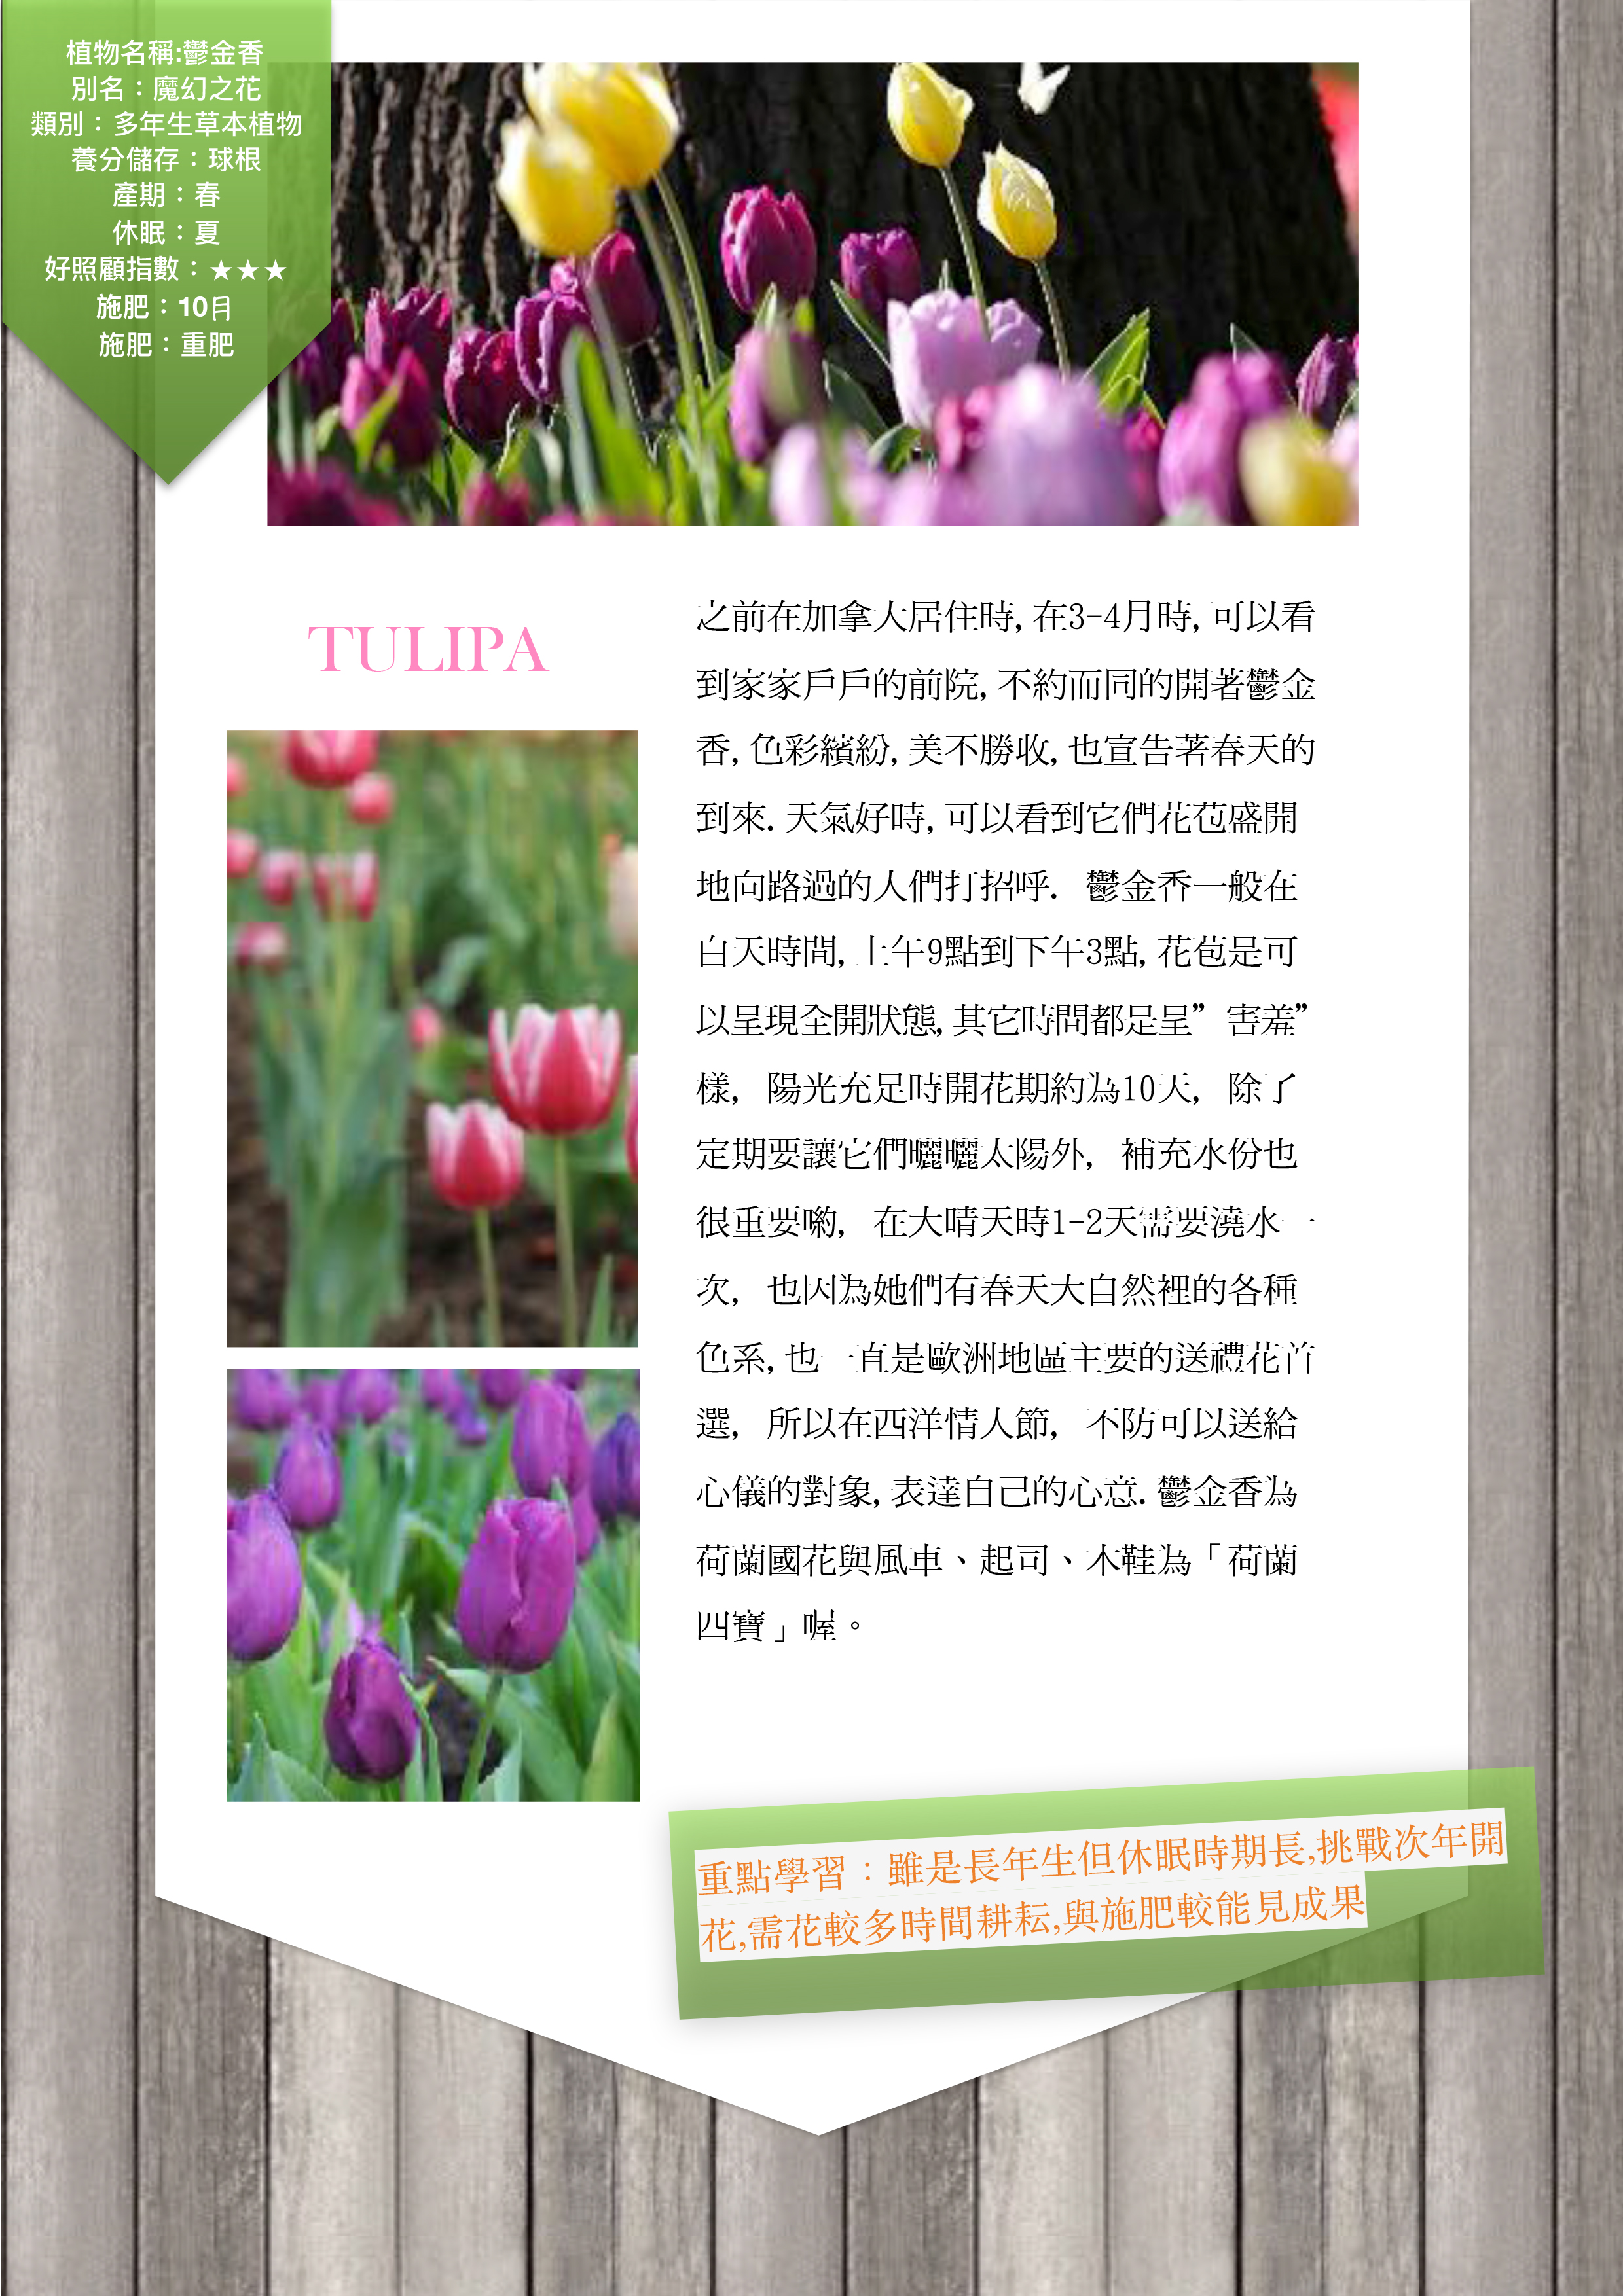 植物名稱:鬱金香
別名：魔幻之花
類別：多年生草本植物
養分儲存：球根
產期：春
休眠：夏
好照顧指數：★★★
施肥：10月
施肥：重肥
TULIPA
之前在加拿大居住時,在3-4月時,可以看
到家家戶戶的前院,不約而同的開著鬱金
香,色彩繽紛,美不勝收,也宣告著春天的
到來.天氣好時,可以看到它們花苞盛開
地向路過的人們打招呼. 鬱金香一般在
白天時間,上午9點到下午3點,花苞是可
以呈現全開狀態,其它時間都是呈”害羞”
樣, 陽光充足時開花期約為10天, 除了
定期要讓它們曬曬太陽外, 補充水份也
很重要喲, 在大晴天時1-2天需要澆水一
次, 也因為她們有春天大自然裡的各種
色系,也一直是歐洲地區主要的送禮花首
選, 所以在西洋情人節, 不防可以送給
心儀的對象,表達自己的心意.鬱金香為
荷蘭國花與風車、起司、木鞋為「荷蘭
四寶」喔。
重點學習：雖是長年生但休眠時期長,挑戰次年開
花,需花較多時間耕耘,與施肥較能見成果